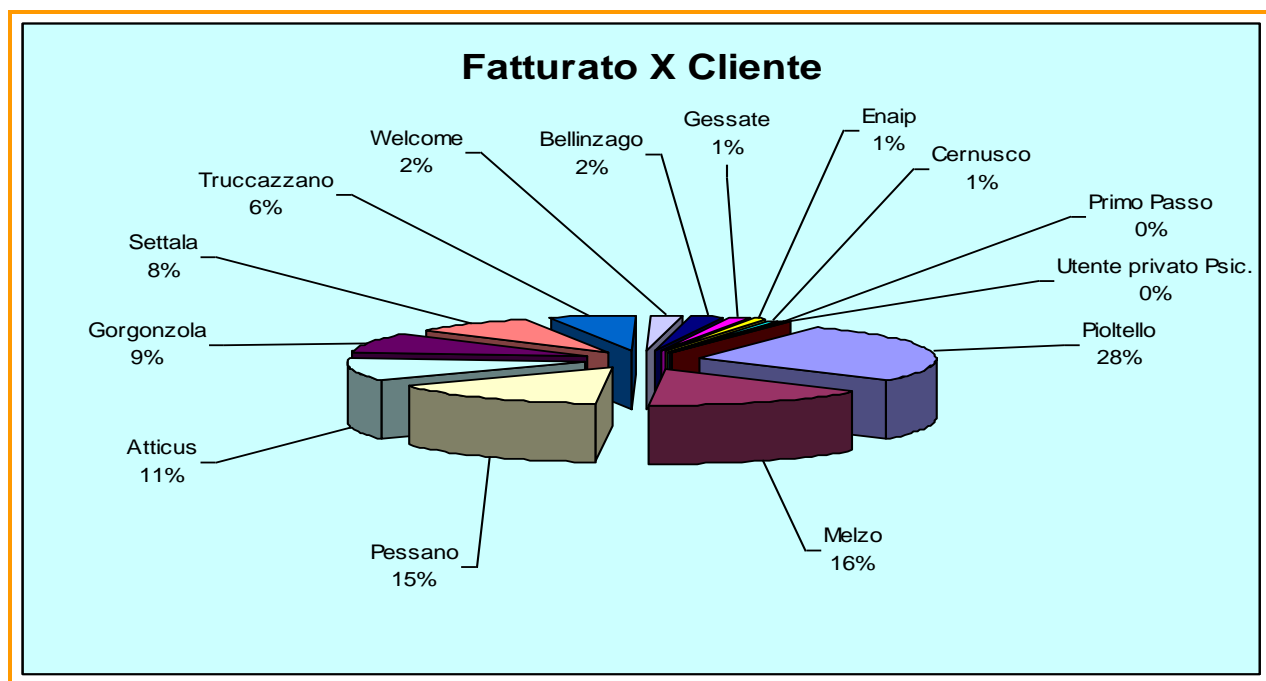 Fatturato X Cliente
Welcome
2%
Bellinzago
2%
Gessate
1%
Enaip
1%
Cernusco
1%
Truccazzano
6%
Primo Passo
0%
Settala
8%
Utente privato Psic.
0%
Gorgonzola
9%
Pioltello
28%
Atticus
11%
Melzo
16%
Pessano
15%